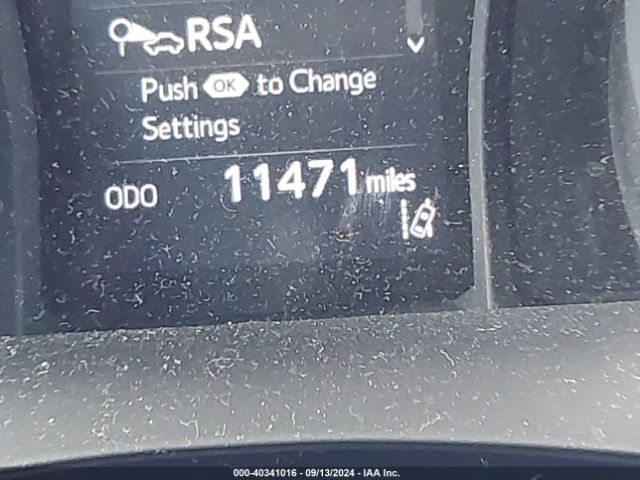 RSA
Push OK to Change
Settings
ODO 11471 miles
000-40341016 - 09/13/2024 - IAA Inc.